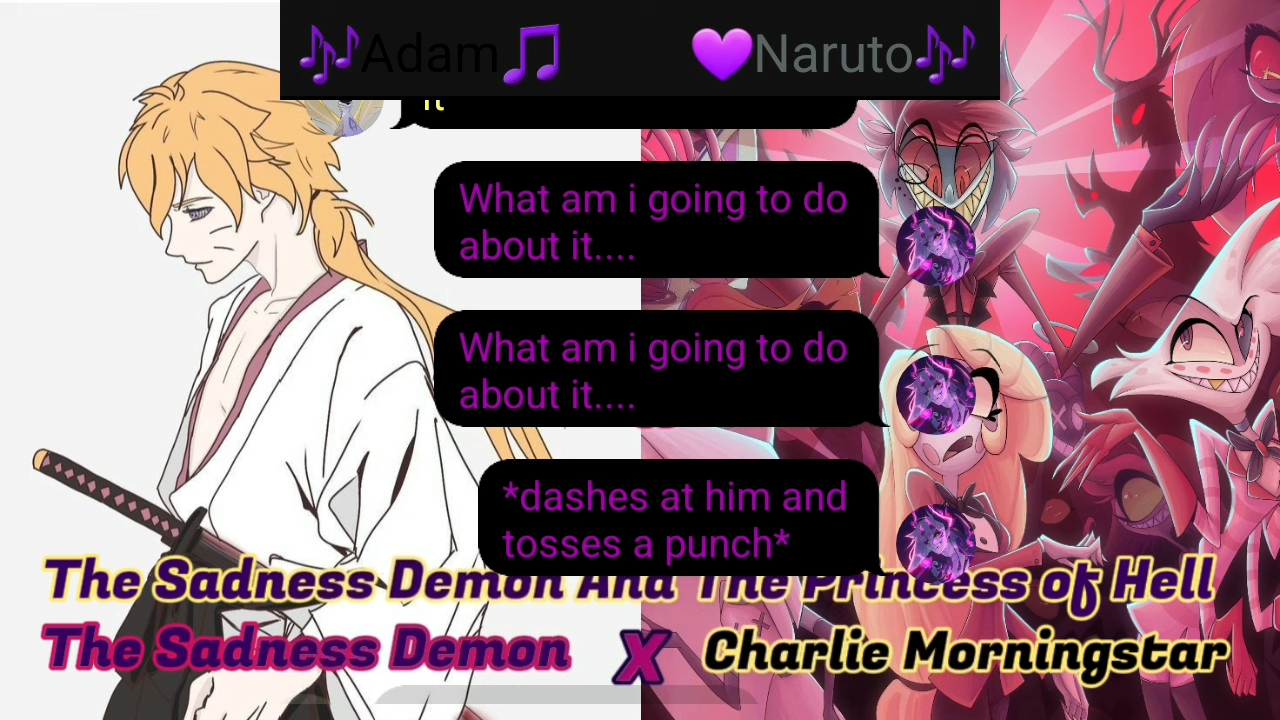 🎶Adam🎵 💜Naruto🎶
it
What am i going to do
about it....
What am i going to do
about it....
*dashes at him and
tosses a punch*
The Sadness Demon And The Princess of Hell
The Sadness Demon X Charlie Morningstar